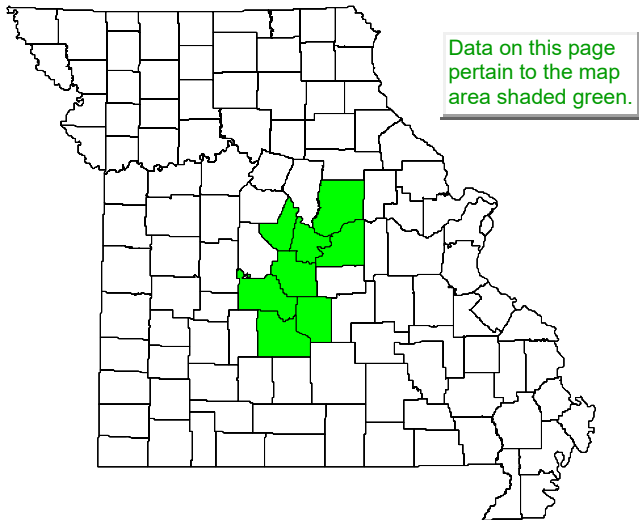 Data on this page
pertain to the map
area shaded green.